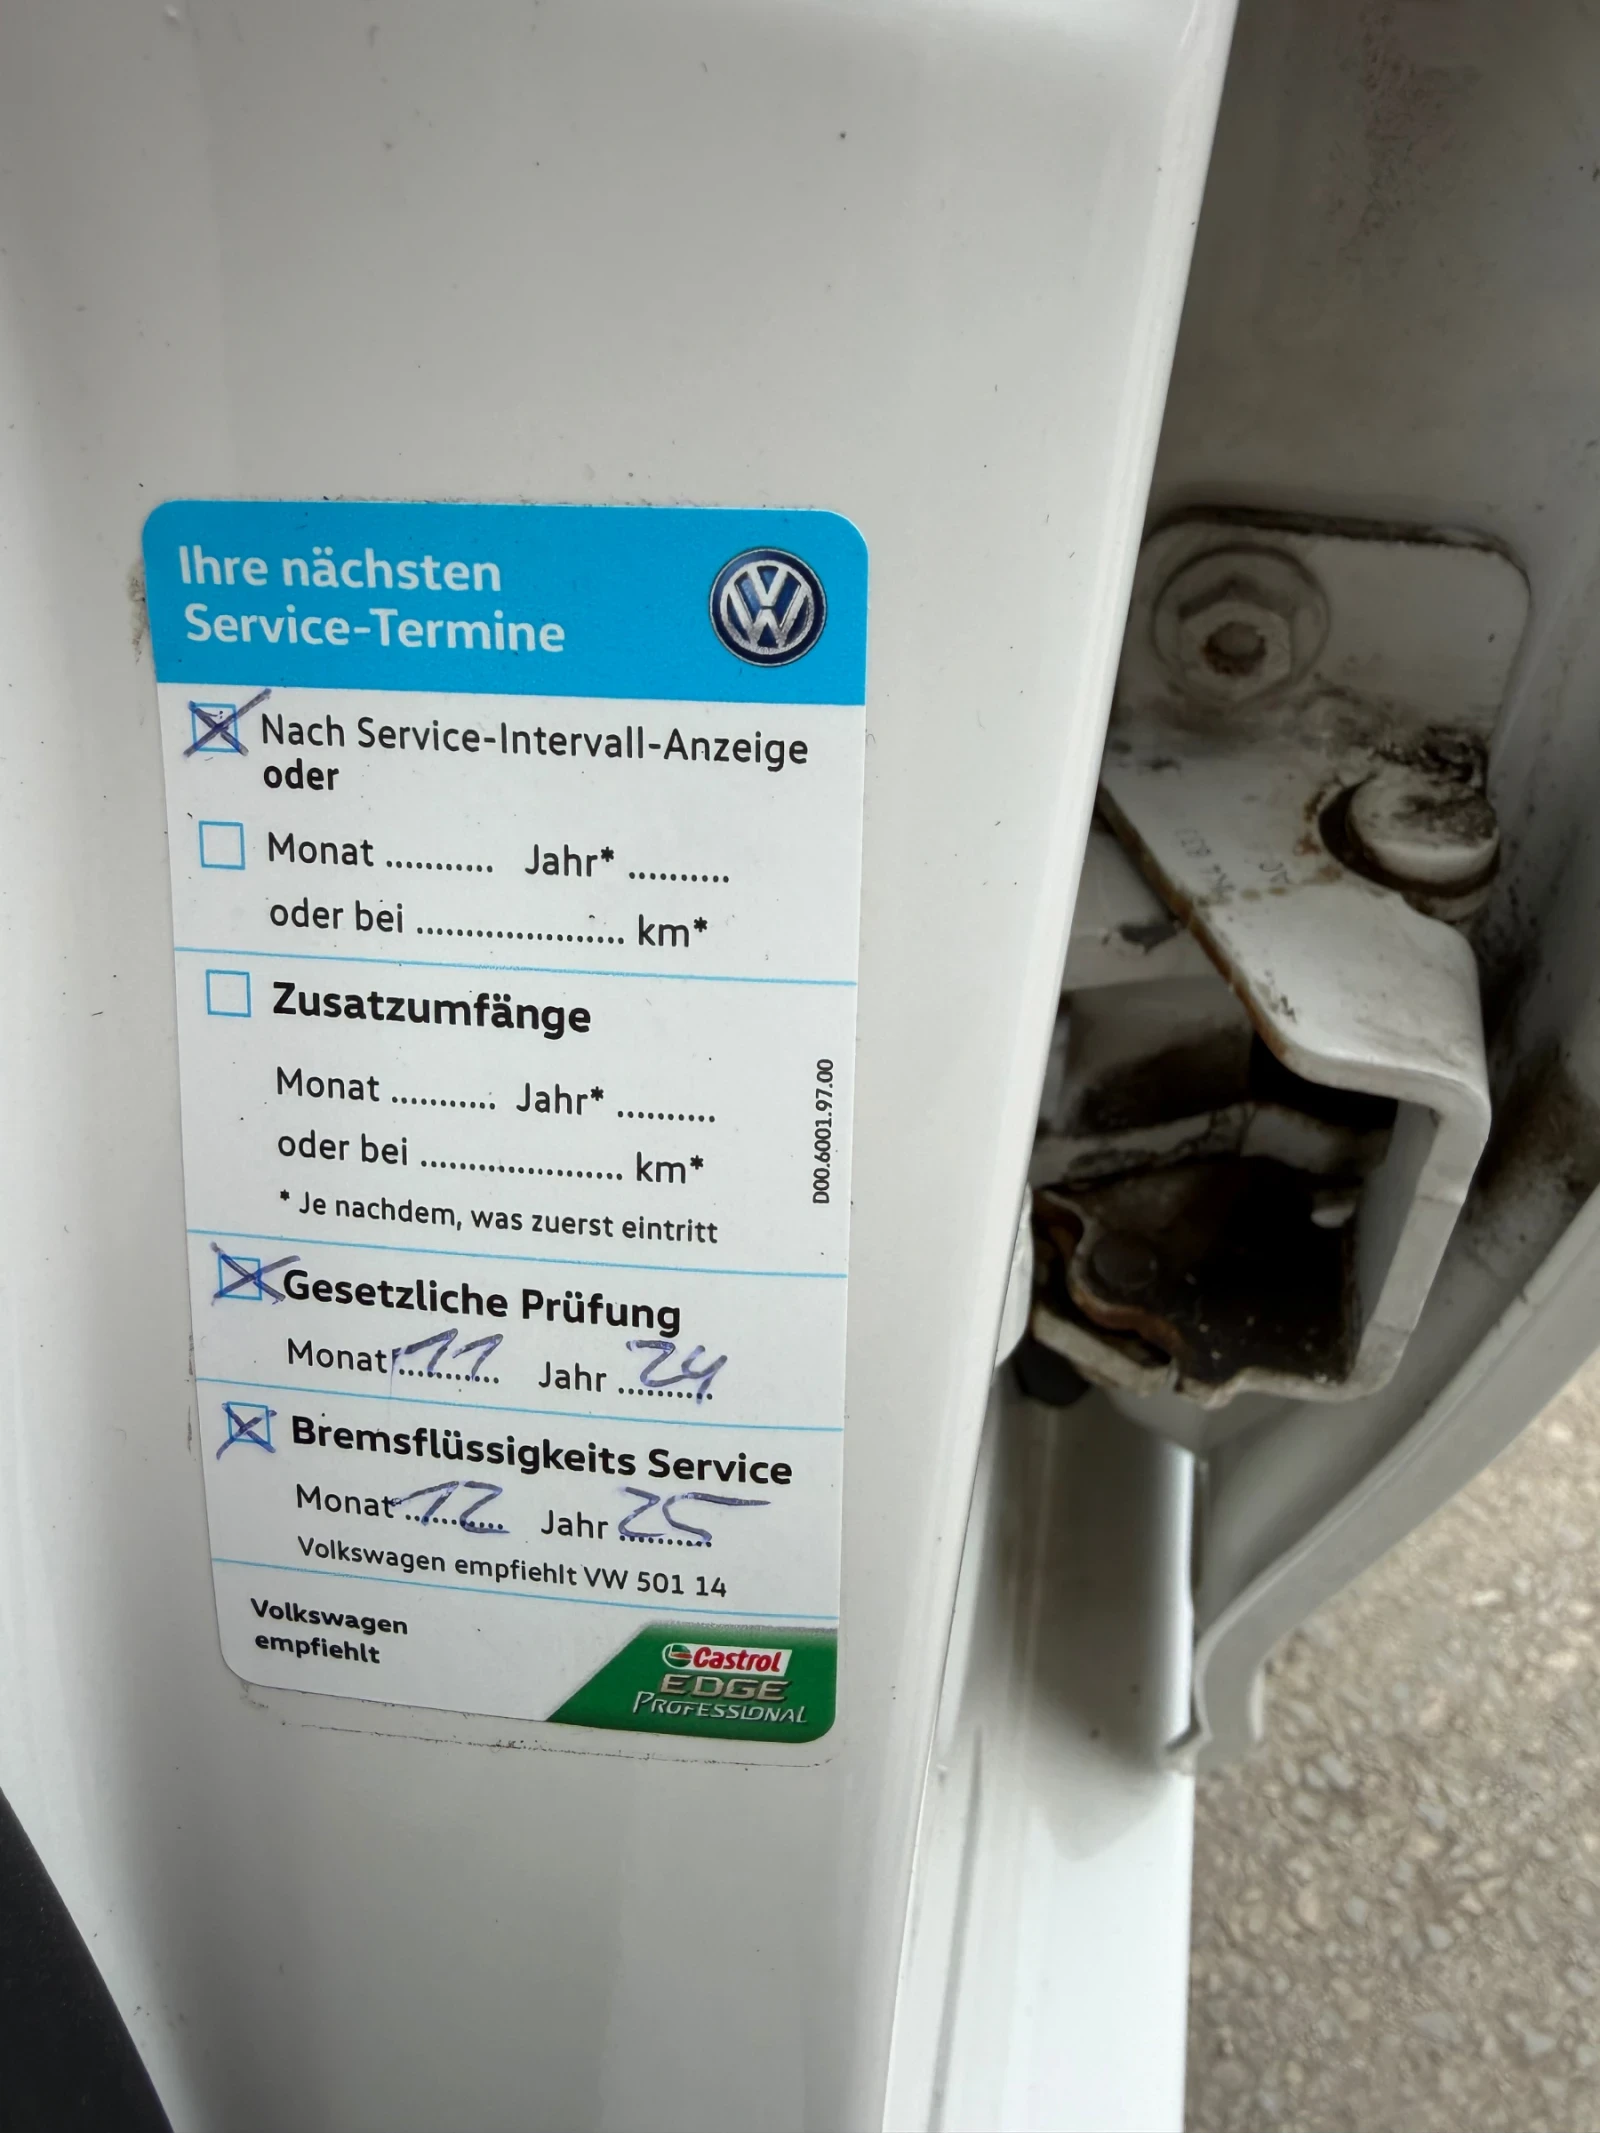 Ihre nächsten
Service-Termine
Nach Service-Intervall-Anzeige
oder
Monat ........... Jahr* ..........
oder bei ..................... km*
Zusatzumfänge
Monat ........... Jahr* ..........
oder bei ..................... km*
* Je nachdem, was zuerst eintritt
D00.6001.97.00
Gesetzliche Prüfung
Monat 11 Jahr 24
Bremsflüssigkeits Service
Monat 12 Jahr 25
Volkswagen empfiehlt VW 501 14
Volkswagen
empfiehlt
Castrol
EDGE
PROFESSIONAL